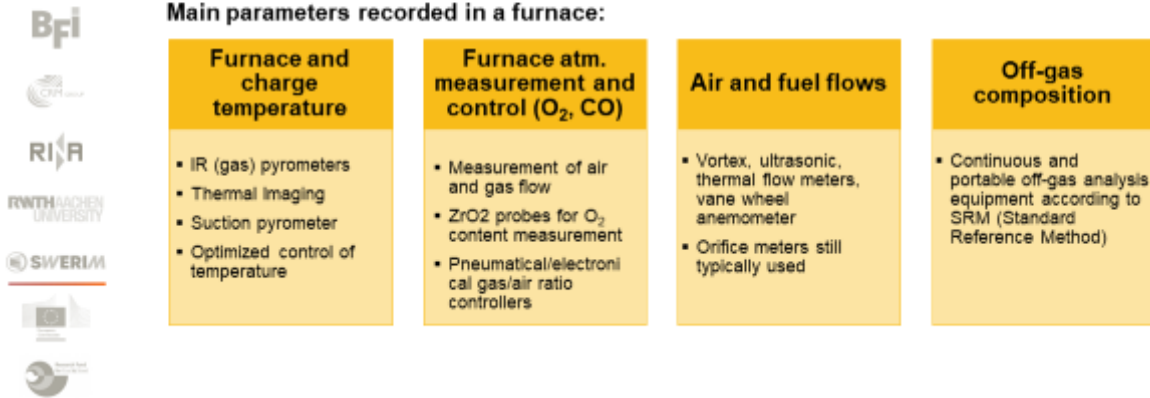 Main parameters recorded in a furnace:
BFi
CRM GROUP
RINA
RWTHAACHEN
UNIVERSITY
SWERIM
Furnace and
charge
temperature
▪ IR (gas) pyrometers
▪ Thermal Imaging
▪ Suction pyrometer
▪ Optimized control of
temperature
Furnace atm.
measurement and
control (O₂, CO)
▪ Measurement of air
and gas flow
▪ ZrO2 probes for O₂
content measurement
▪ Pneumatical/electroni
cal gas/air ratio
controllers
Air and fuel flows
▪ Vortex, ultrasonic,
thermal flow meters,
vane wheel
anemometer
▪ Orifice meters still
typically used
Off-gas
composition
▪ Continuous and
portable off-gas analysis
equipment according to
SRM (Standard
Reference Method)